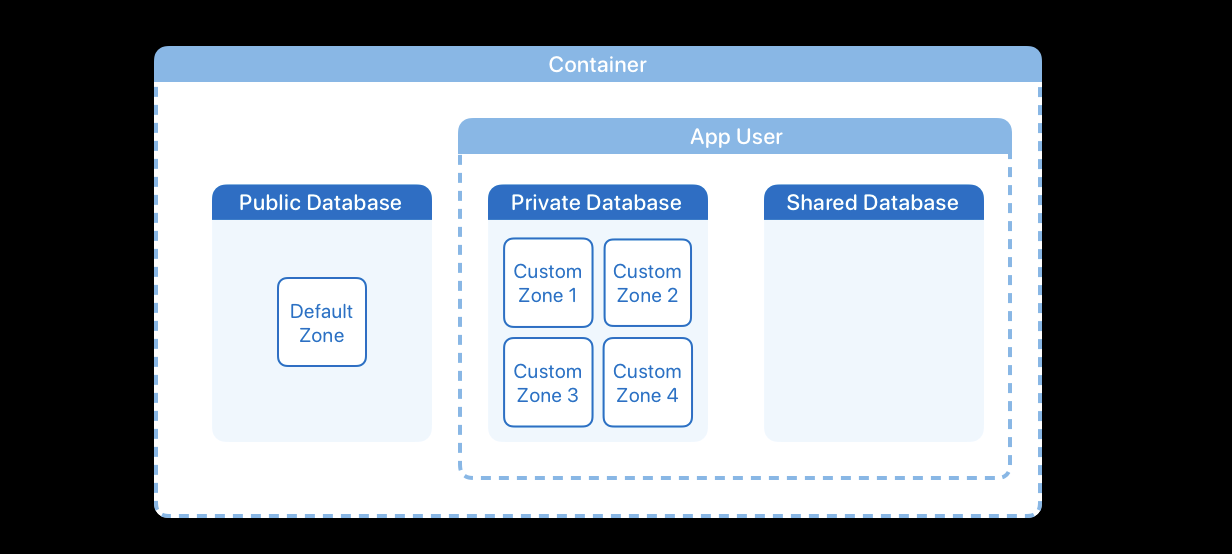 Container
App User
Public Database
Private Database
Shared Database
Default
Zone
Custom
Zone 1
Custom
Zone 2
Custom
Zone 3
Custom
Zone 4